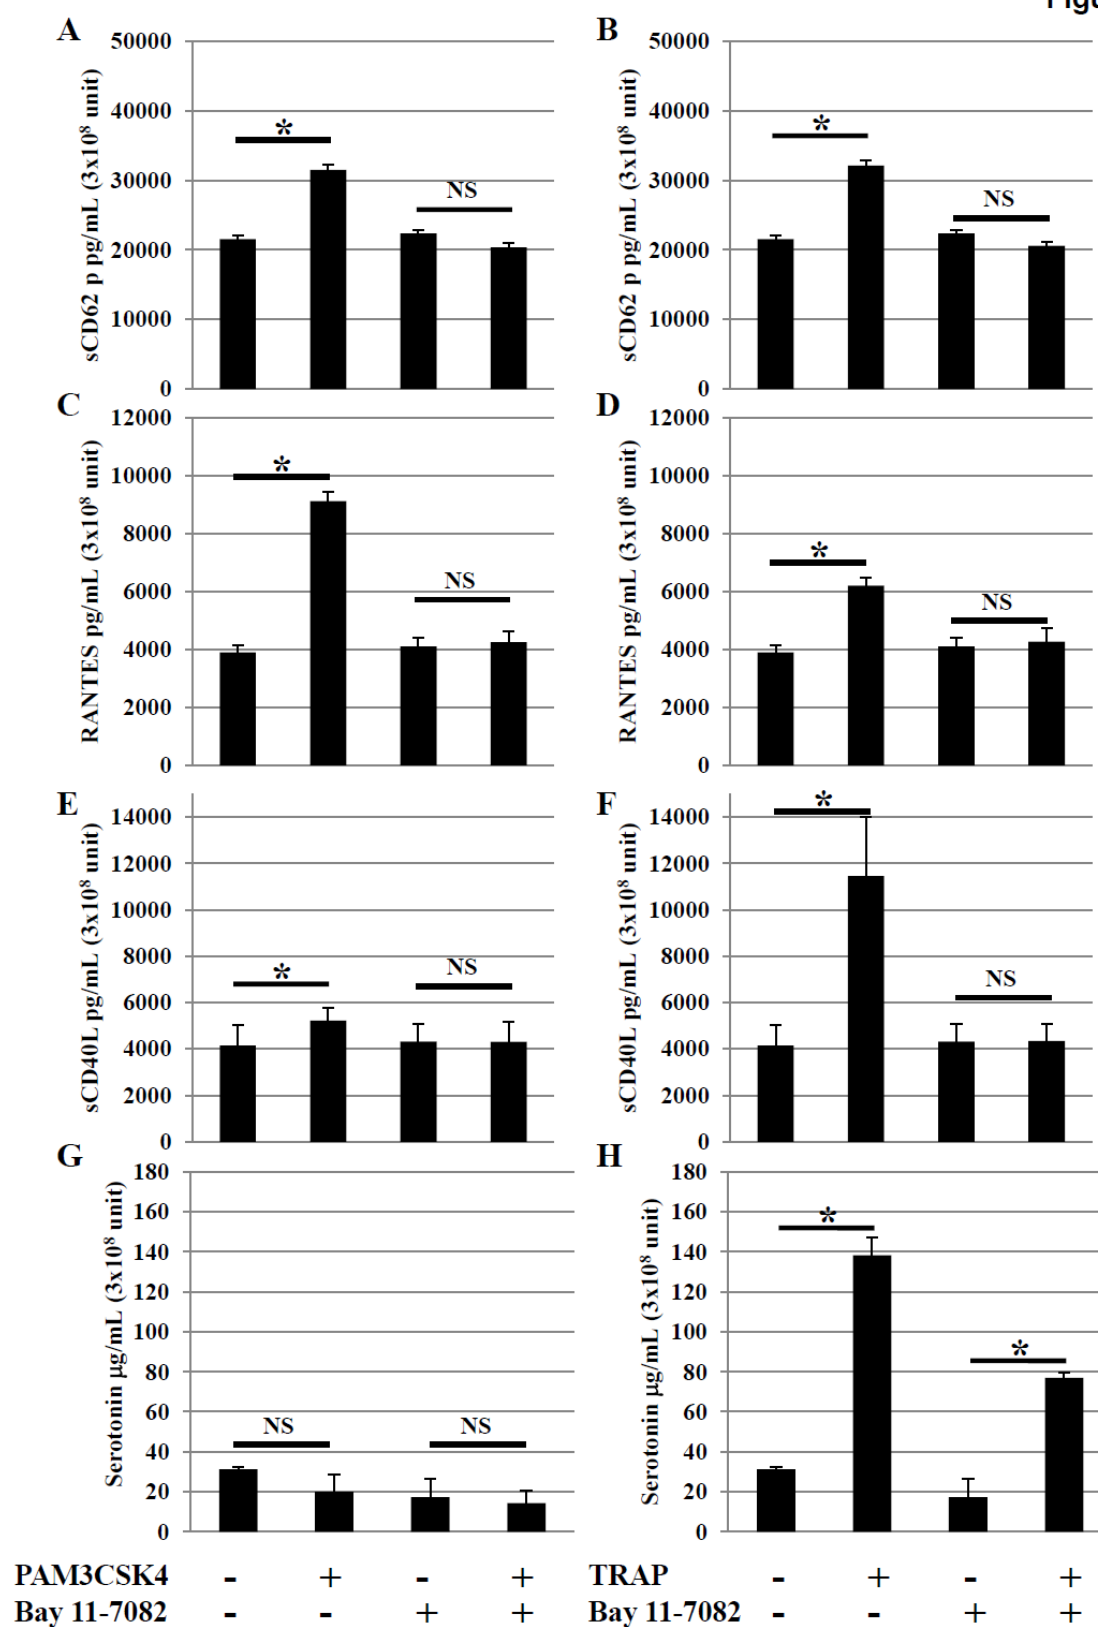 Figu
A
sCD62 p pg/mL (3x10⁸ unit)
50000
40000
30000
20000
10000
0
*
NS
B
sCD62 p pg/mL (3x10⁸ unit)
50000
40000
30000
20000
10000
0
*
NS
C
RANTES pg/mL (3x10⁸ unit)
12000
10000
8000
6000
4000
2000
0
*
NS
D
RANTES pg/mL (3x10⁸ unit)
12000
10000
8000
6000
4000
2000
0
*
NS
E
sCD40L pg/mL (3x10⁸ unit)
14000
12000
10000
8000
6000
4000
2000
0
*
NS
F
sCD40L pg/mL (3x10⁸ unit)
14000
12000
10000
8000
6000
4000
2000
0
*
NS
G
Serotonin µg/mL (3x10⁸ unit)
180
160
140
120
100
80
60
40
20
0
NS
NS
H
Serotonin µg/mL (3x10⁸ unit)
180
160
140
120
100
80
60
40
20
0
*
*
PAM3CSK4 - + - +
Bay 11-7082 - - + +
TRAP - + - +
Bay 11-7082 - - + +